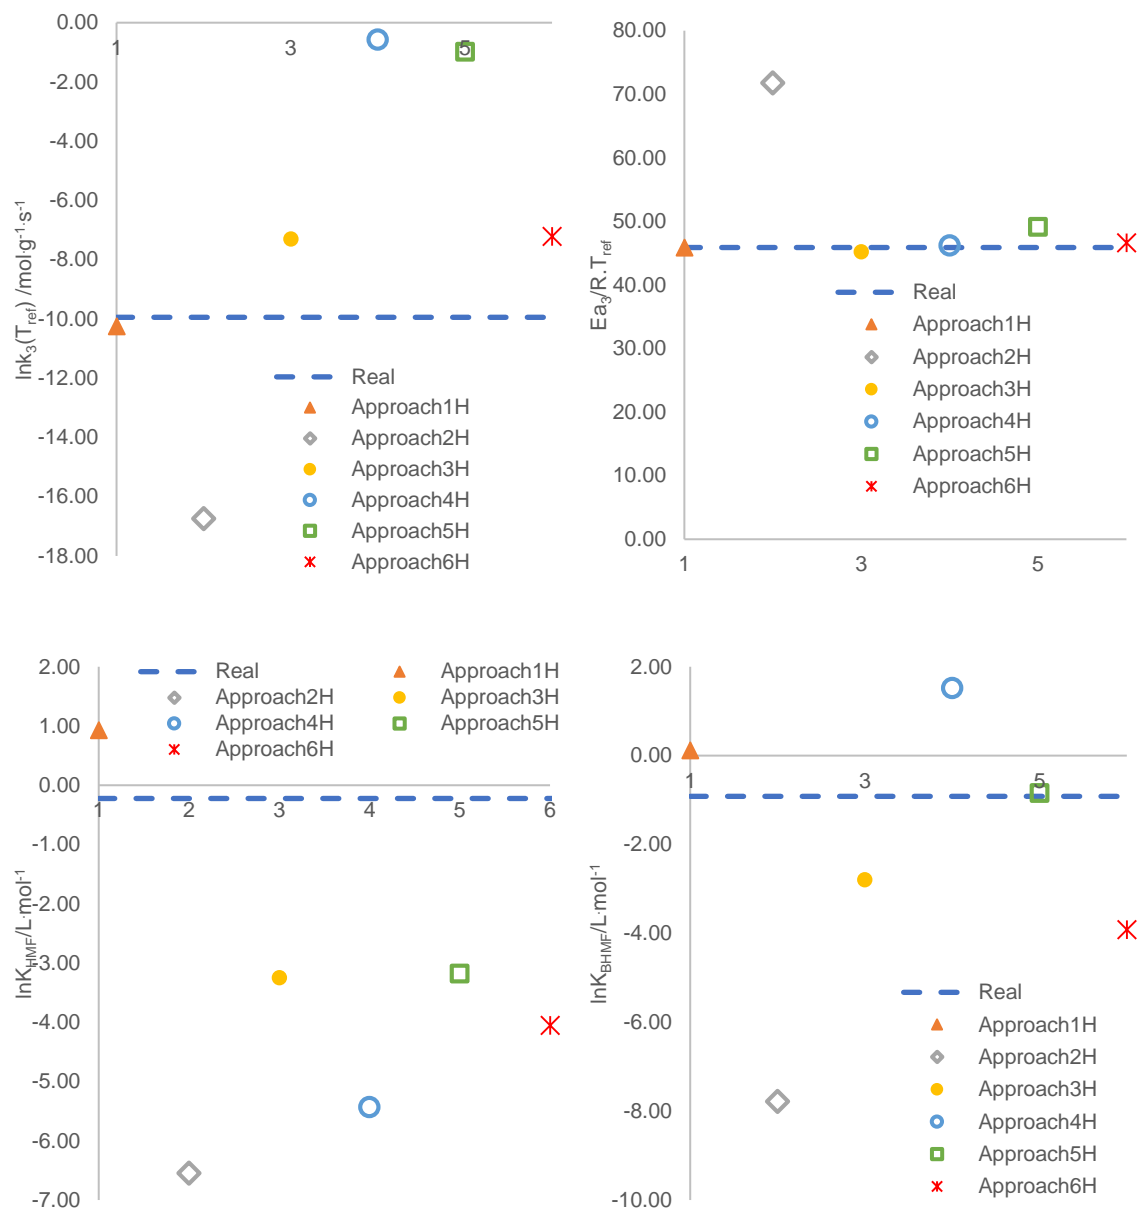 0.00
-2.00
-4.00
-6.00
-8.00
-10.00
-12.00
-14.00
-16.00
-18.00
1
3
5
lnk₃(Tref) /mol·g⁻¹·s⁻¹
Real
Approach1H
Approach2H
Approach3H
Approach4H
Approach5H
Approach6H
80.00
70.00
60.00
50.00
40.00
30.00
20.00
10.00
0.00
1
3
5
Ea₃/R.Tref
Real
Approach1H
Approach2H
Approach3H
Approach4H
Approach5H
Approach6H
2.00
1.00
0.00
-1.00
-2.00
-3.00
-4.00
-5.00
-6.00
-7.00
1
2
3
4
5
6
lnKHMF/L·mol⁻¹
Real
Approach1H
Approach2H
Approach3H
Approach4H
Approach5H
Approach6H
2.00
0.00
-2.00
-4.00
-6.00
-8.00
-10.00
1
3
5
lnKBHMF/L·mol⁻¹
Real
Approach1H
Approach2H
Approach3H
Approach4H
Approach5H
Approach6H